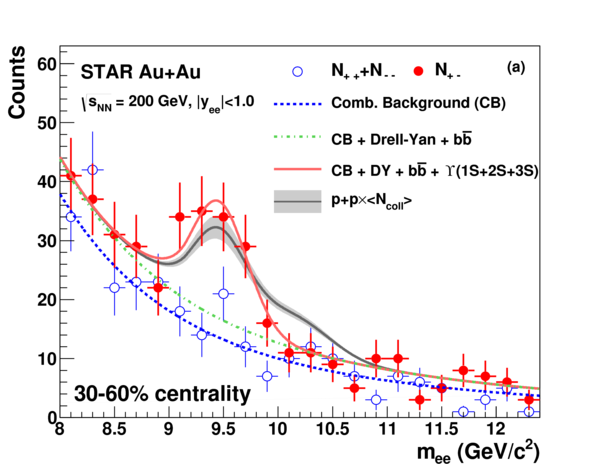 STAR Au+Au
√sNN = 200 GeV, |yee|<1.0
30-60% centrality
(a)
N+++N--
N+-
Comb. Background (CB)
CB + Drell-Yan + bb̅
CB + DY + bb̅ + ϒ(1S+2S+3S)
p+p×<Ncoll>
Counts
60
50
40
30
20
10
0
8 8.5 9 9.5 10 10.5 11 11.5 12
mee (GeV/c²)